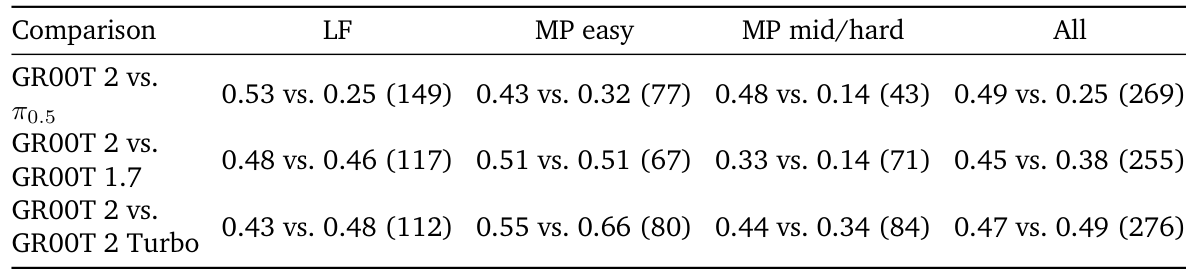 Comparison LF MP easy MP mid/hard All
GR00T 2 vs.
π0.5 0.53 vs. 0.25 (149) 0.43 vs. 0.32 (77) 0.48 vs. 0.14 (43) 0.49 vs. 0.25 (269)
GR00T 2 vs.
GR00T 1.7 0.48 vs. 0.46 (117) 0.51 vs. 0.51 (67) 0.33 vs. 0.14 (71) 0.45 vs. 0.38 (255)
GR00T 2 vs.
GR00T 2 Turbo 0.43 vs. 0.48 (112) 0.55 vs. 0.66 (80) 0.44 vs. 0.34 (84) 0.47 vs. 0.49 (276)